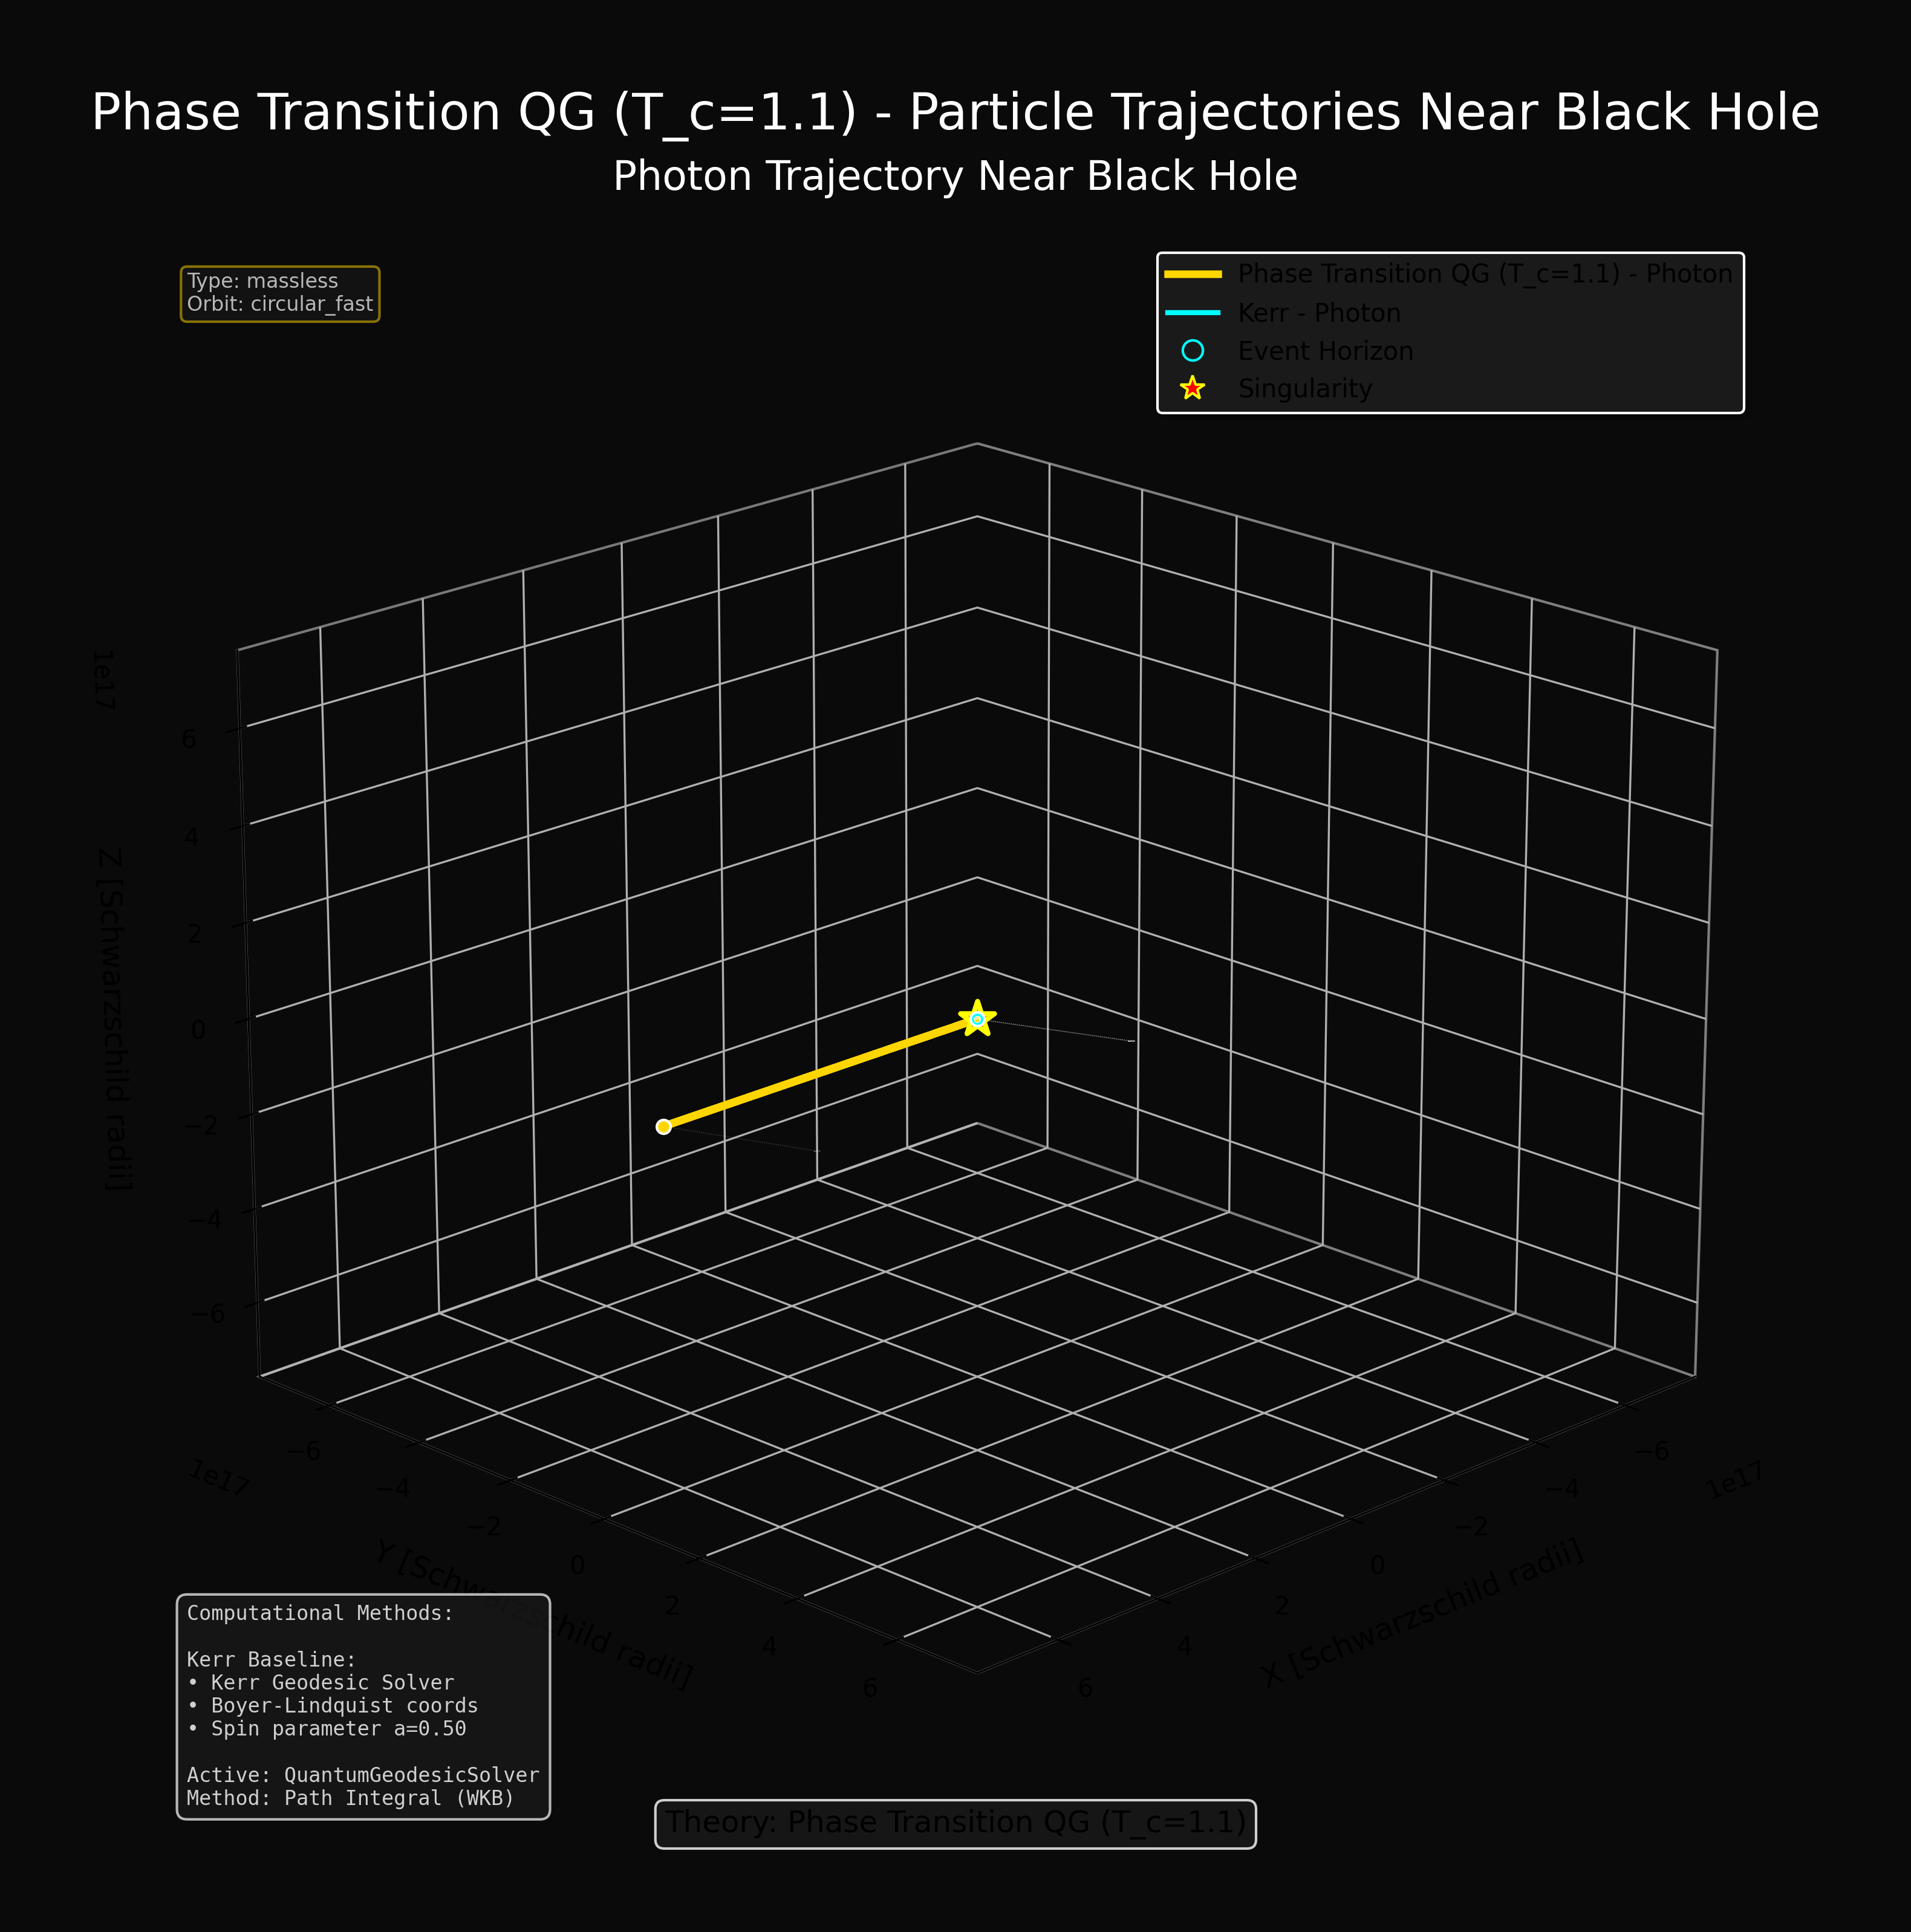 Phase Transition QG (T_c=1.1) - Particle Trajectories Near Black Hole
Photon Trajectory Near Black Hole
Type: massless
Orbit: circular_fast
Phase Transition QG (T_c=1.1) - Photon
Kerr - Photon
Event Horizon
Singularity
1e17
6
4
2
0
−2
−4
−6
Z [Schwarzschild radii]
1e17
−6
−4
−2
0
2
4
6
Y [Schwarzschild radii]
6
4
2
0
−2
−4
−6
1e17
X [Schwarzschild radii]
Computational Methods:
Kerr Baseline:
• Kerr Geodesic Solver
• Boyer-Lindquist coords
• Spin parameter a=0.50
Active: QuantumGeodesicSolver
Method: Path Integral (WKB)
Theory: Phase Transition QG (T_c=1.1)